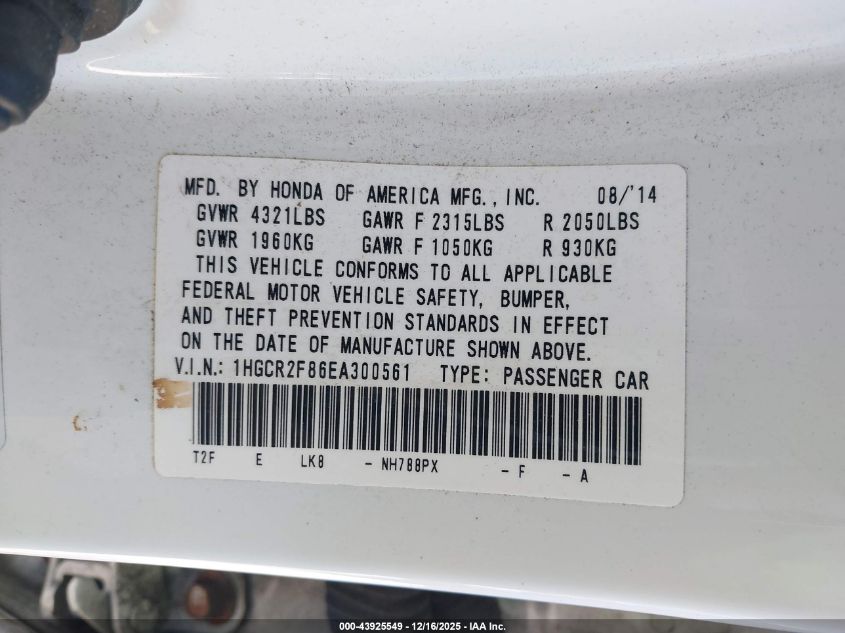 MFD. BY HONDA OF AMERICA MFG., INC. 08/'14
GVWR 4321LBS GAWR F 2315LBS R 2050LBS
GVWR 1960KG GAWR F 1050KG R 930KG
THIS VEHICLE CONFORMS TO ALL APPLICABLE
FEDERAL MOTOR VEHICLE SAFETY, BUMPER,
AND THEFT PREVENTION STANDARDS IN EFFECT
ON THE DATE OF MANUFACTURE SHOWN ABOVE.
V.I.N.: 1HGCR2F86EA300561 TYPE: PASSENGER CAR
T2F E LK8 - NH788PX - F - A
000-43925549 - 12/16/2025 - IAA Inc.